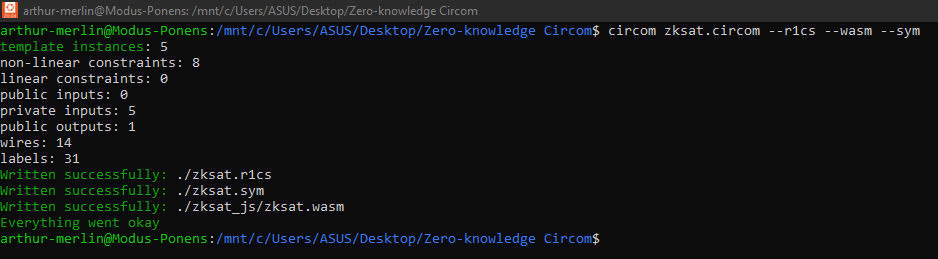 arthur-merlin@Modus-Ponens: /mnt/c/Users/ASUS/Desktop/Zero-knowledge Circom
arthur-merlin@Modus-Ponens:/mnt/c/Users/ASUS/Desktop/Zero-knowledge Circom$ circom zksat.circom --r1cs --wasm --sym
template instances: 5
non-linear constraints: 8
linear constraints: 0
public inputs: 0
private inputs: 5
public outputs: 1
wires: 14
labels: 31
Written successfully: ./zksat.r1cs
Written successfully: ./zksat.sym
Written successfully: ./zksat_js/zksat.wasm
Everything went okay
arthur-merlin@Modus-Ponens:/mnt/c/Users/ASUS/Desktop/Zero-knowledge Circom$